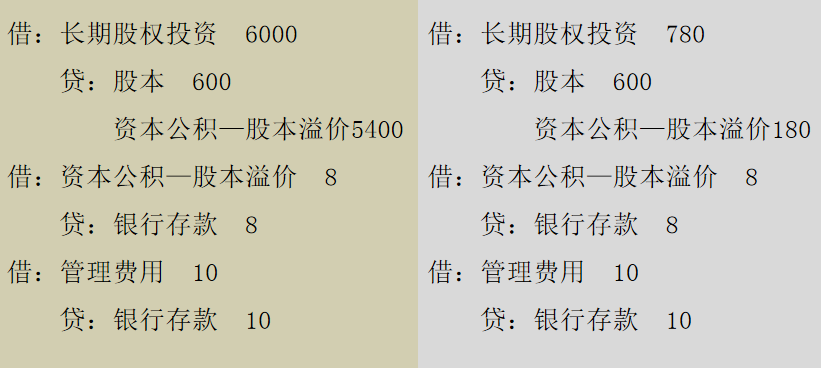 借：长期股权投资 6000
贷：股本 600
资本公积—股本溢价5400
借：资本公积—股本溢价 8
贷：银行存款 8
借：管理费用 10
贷：银行存款 10
借：长期股权投资 780
贷：股本 600
资本公积—股本溢价180
借：资本公积—股本溢价 8
贷：银行存款 8
借：管理费用 10
贷：银行存款 10